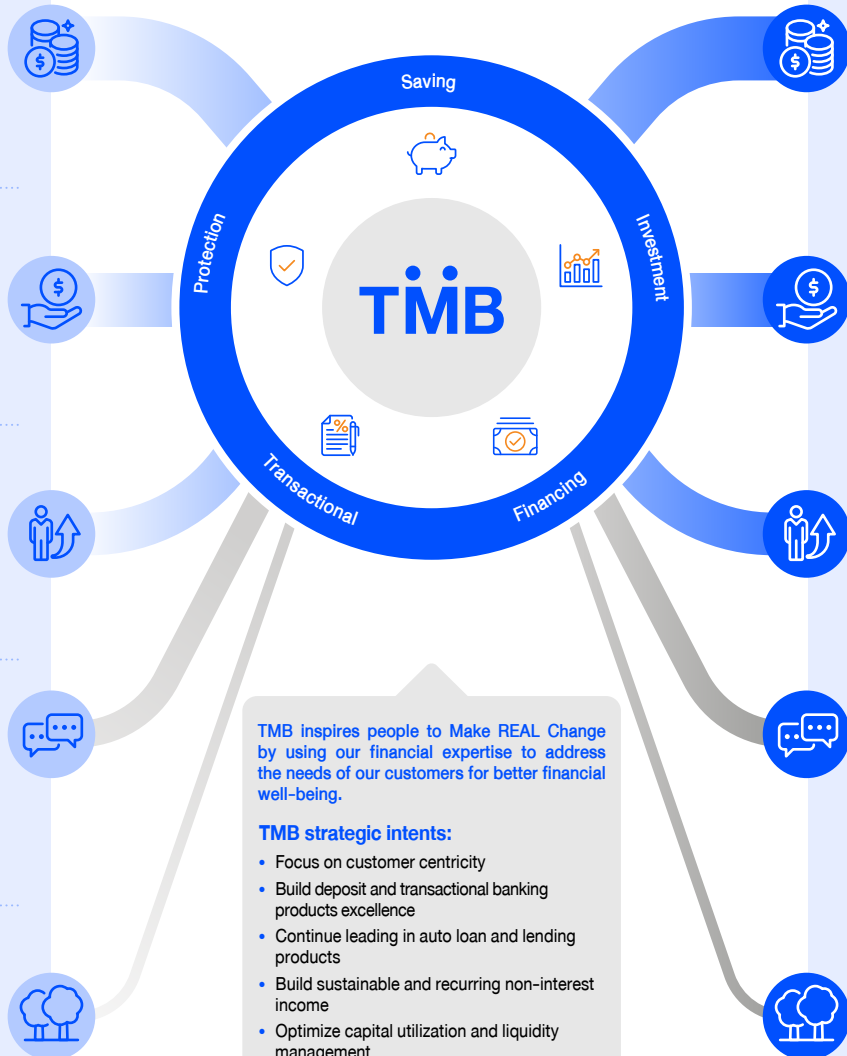 Saving
Protection
Investment
TMB
Transactional
Financing
TMB inspires people to Make REAL Change
by using our financial expertise to address
the needs of our customers for better financial
well-being.
TMB strategic intents:
• Focus on customer centricity
• Build deposit and transactional banking
products excellence
• Continue leading in auto loan and lending
products
• Build sustainable and recurring non-interest
income
• Optimize capital utilization and liquidity
management